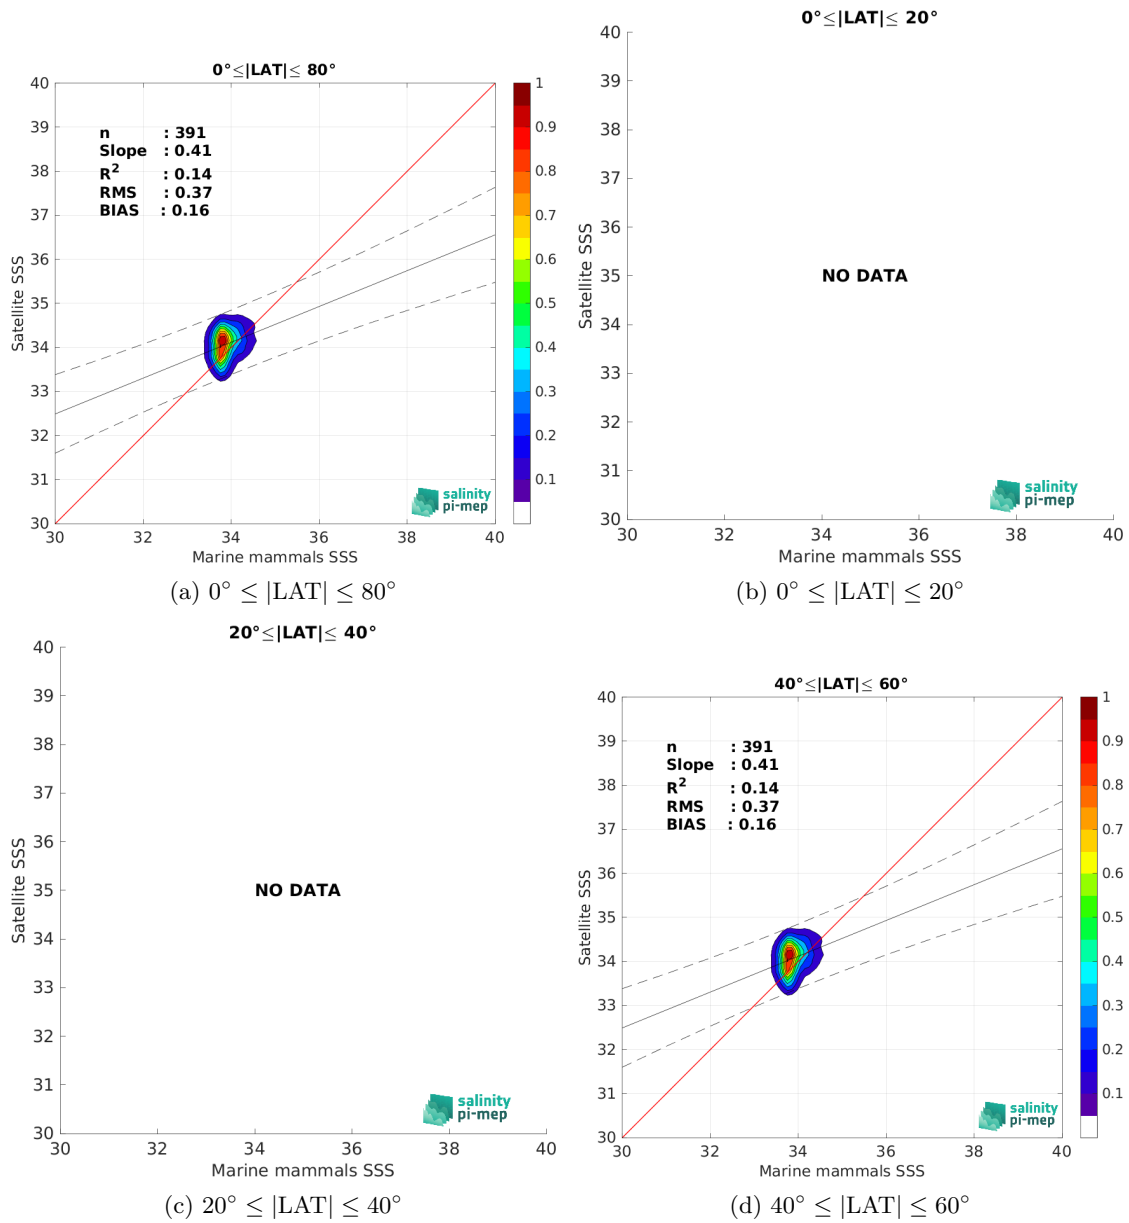 0°≤|LAT|≤ 80°
40
39
38
37
36
35
34
33
32
31
30
Satellite SSS
n : 391
Slope : 0.41
R² : 0.14
RMS : 0.37
BIAS : 0.16
salinity
pi-mep
30 32 34 36 38 40
Marine mammals SSS
1
0.9
0.8
0.7
0.6
0.5
0.4
0.3
0.2
0.1
(a) 0° ≤ |LAT| ≤ 80°
0°≤|LAT|≤ 20°
40
39
38
37
36
35
34
33
32
31
30
Satellite SSS
NO DATA
salinity
pi-mep
30 32 34 36 38 40
Marine mammals SSS
(b) 0° ≤ |LAT| ≤ 20°
20°≤|LAT|≤ 40°
40
39
38
37
36
35
34
33
32
31
30
Satellite SSS
NO DATA
salinity
pi-mep
30 32 34 36 38 40
Marine mammals SSS
(c) 20° ≤ |LAT| ≤ 40°
40°≤|LAT|≤ 60°
40
39
38
37
36
35
34
33
32
31
30
Satellite SSS
n : 391
Slope : 0.41
R² : 0.14
RMS : 0.37
BIAS : 0.16
salinity
pi-mep
30 32 34 36 38 40
Marine mammals SSS
1
0.9
0.8
0.7
0.6
0.5
0.4
0.3
0.2
0.1
(d) 40° ≤ |LAT| ≤ 60°